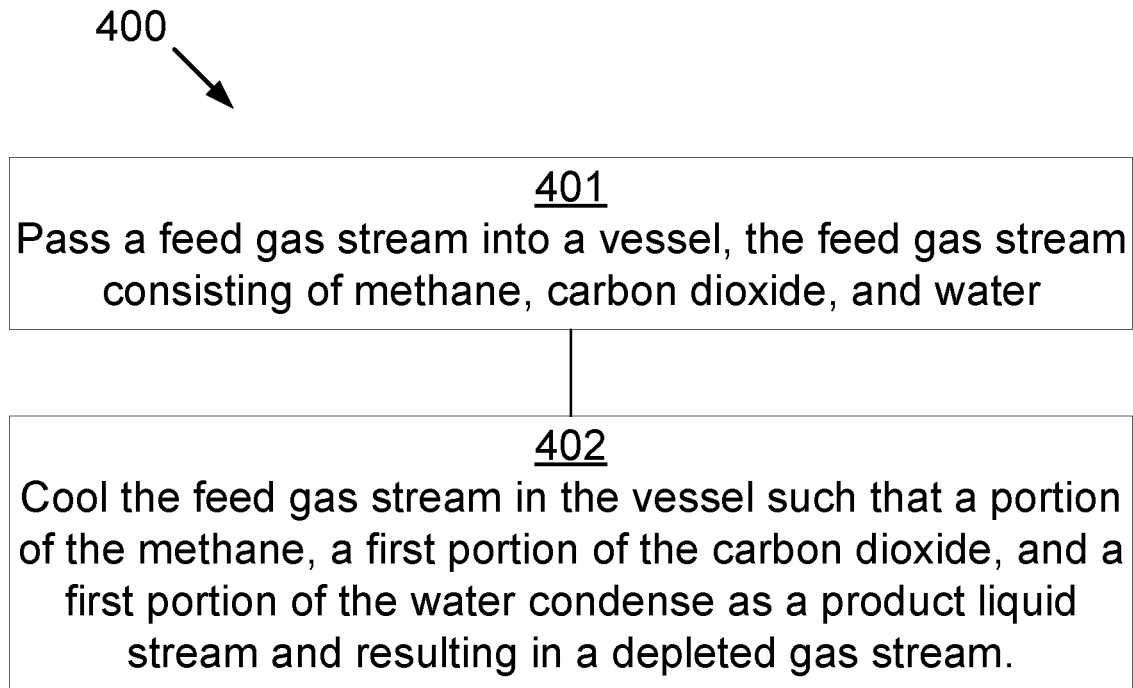 400
401
Pass a feed gas stream into a vessel, the feed gas stream
consisting of methane, carbon dioxide, and water
402
Cool the feed gas stream in the vessel such that a portion
of the methane, a first portion of the carbon dioxide, and a
first portion of the water condense as a product liquid
stream and resulting in a depleted gas stream.